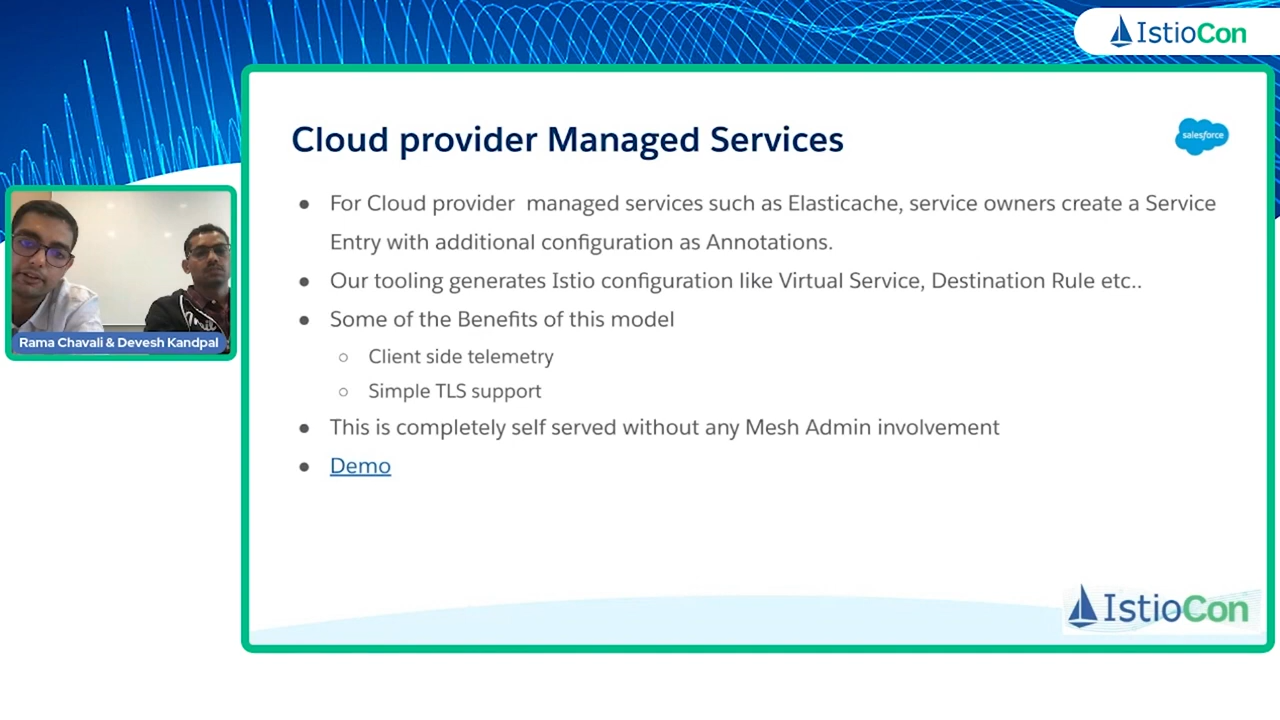 IstioCon
Cloud provider Managed Services
salesforce
● For Cloud provider managed services such as Elasticache, service owners create a Service
Entry with additional configuration as Annotations.
● Our tooling generates Istio configuration like Virtual Service, Destination Rule etc..
● Some of the Benefits of this model
○ Client side telemetry
○ Simple TLS support
● This is completely self served without any Mesh Admin involvement
● Demo
Rama Chavali & Devesh Kandpal
IstioCon